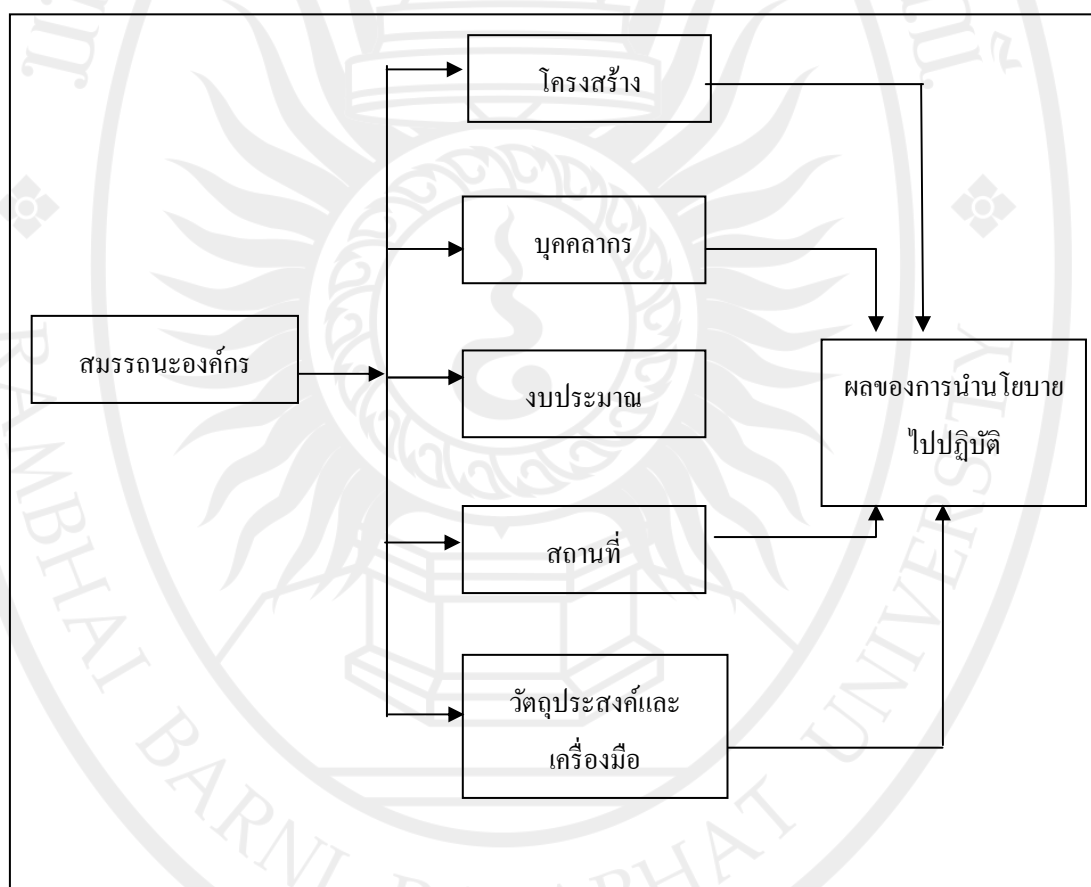 โครงสร้าง
บุคคลากร
สมรรถนะองค์กร
งบประมาณ
ผลของการนำนโยบาย
ไปปฏิบัติ
สถานที่
วัตถุประสงค์และ
เครื่องมือ
RAMBHAI BARNI RAJABHAT UNIVERSITY